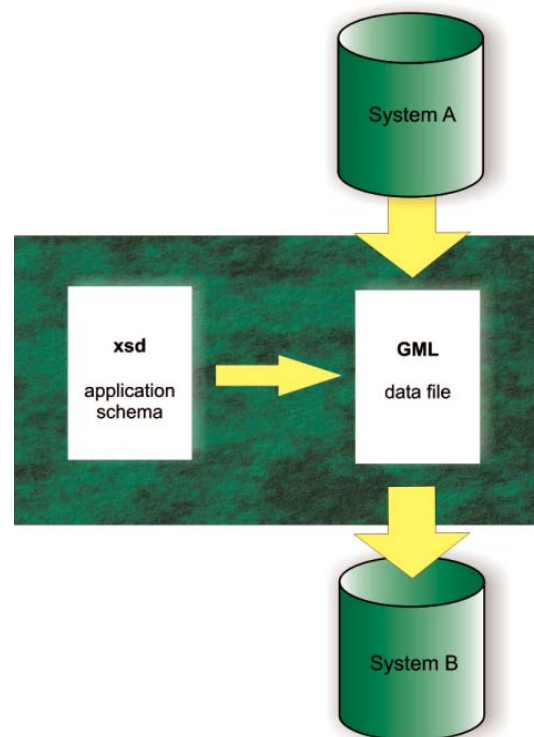 System A
xsd
application
schema
GML
data file
System B